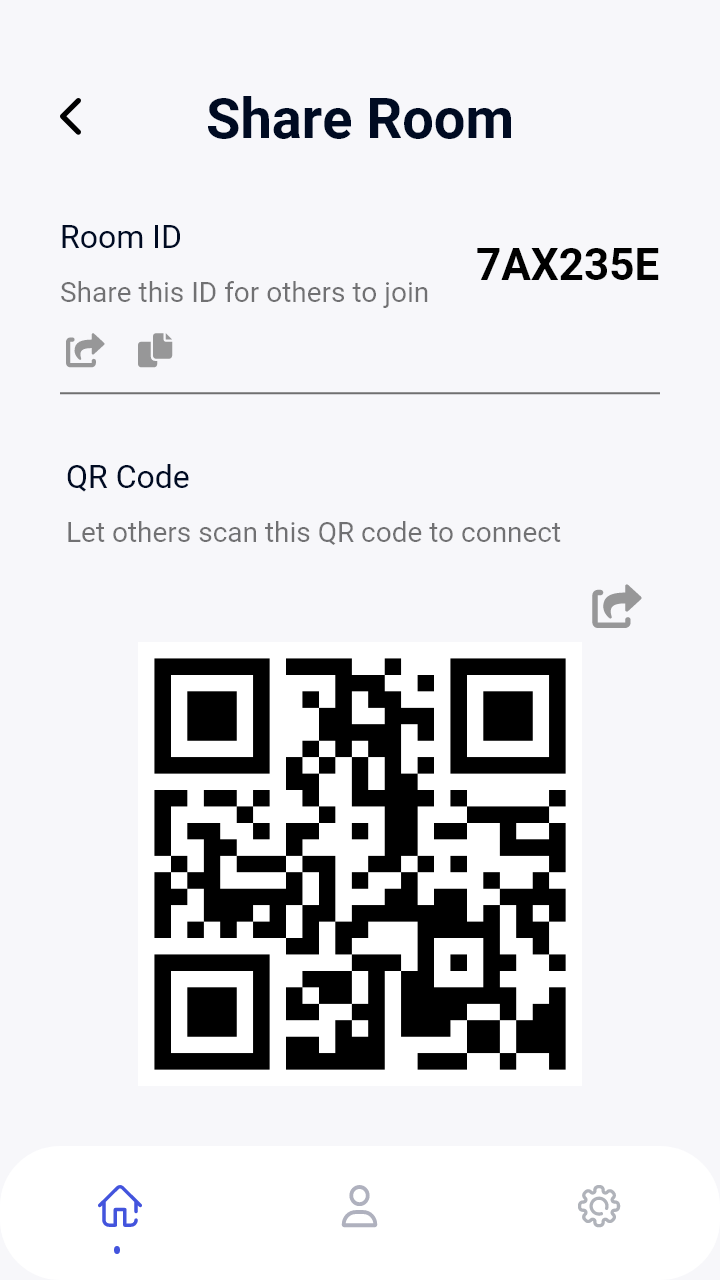 Share Room
Room ID
7AX235E
Share this ID for others to join
QR Code
Let others scan this QR code to connect